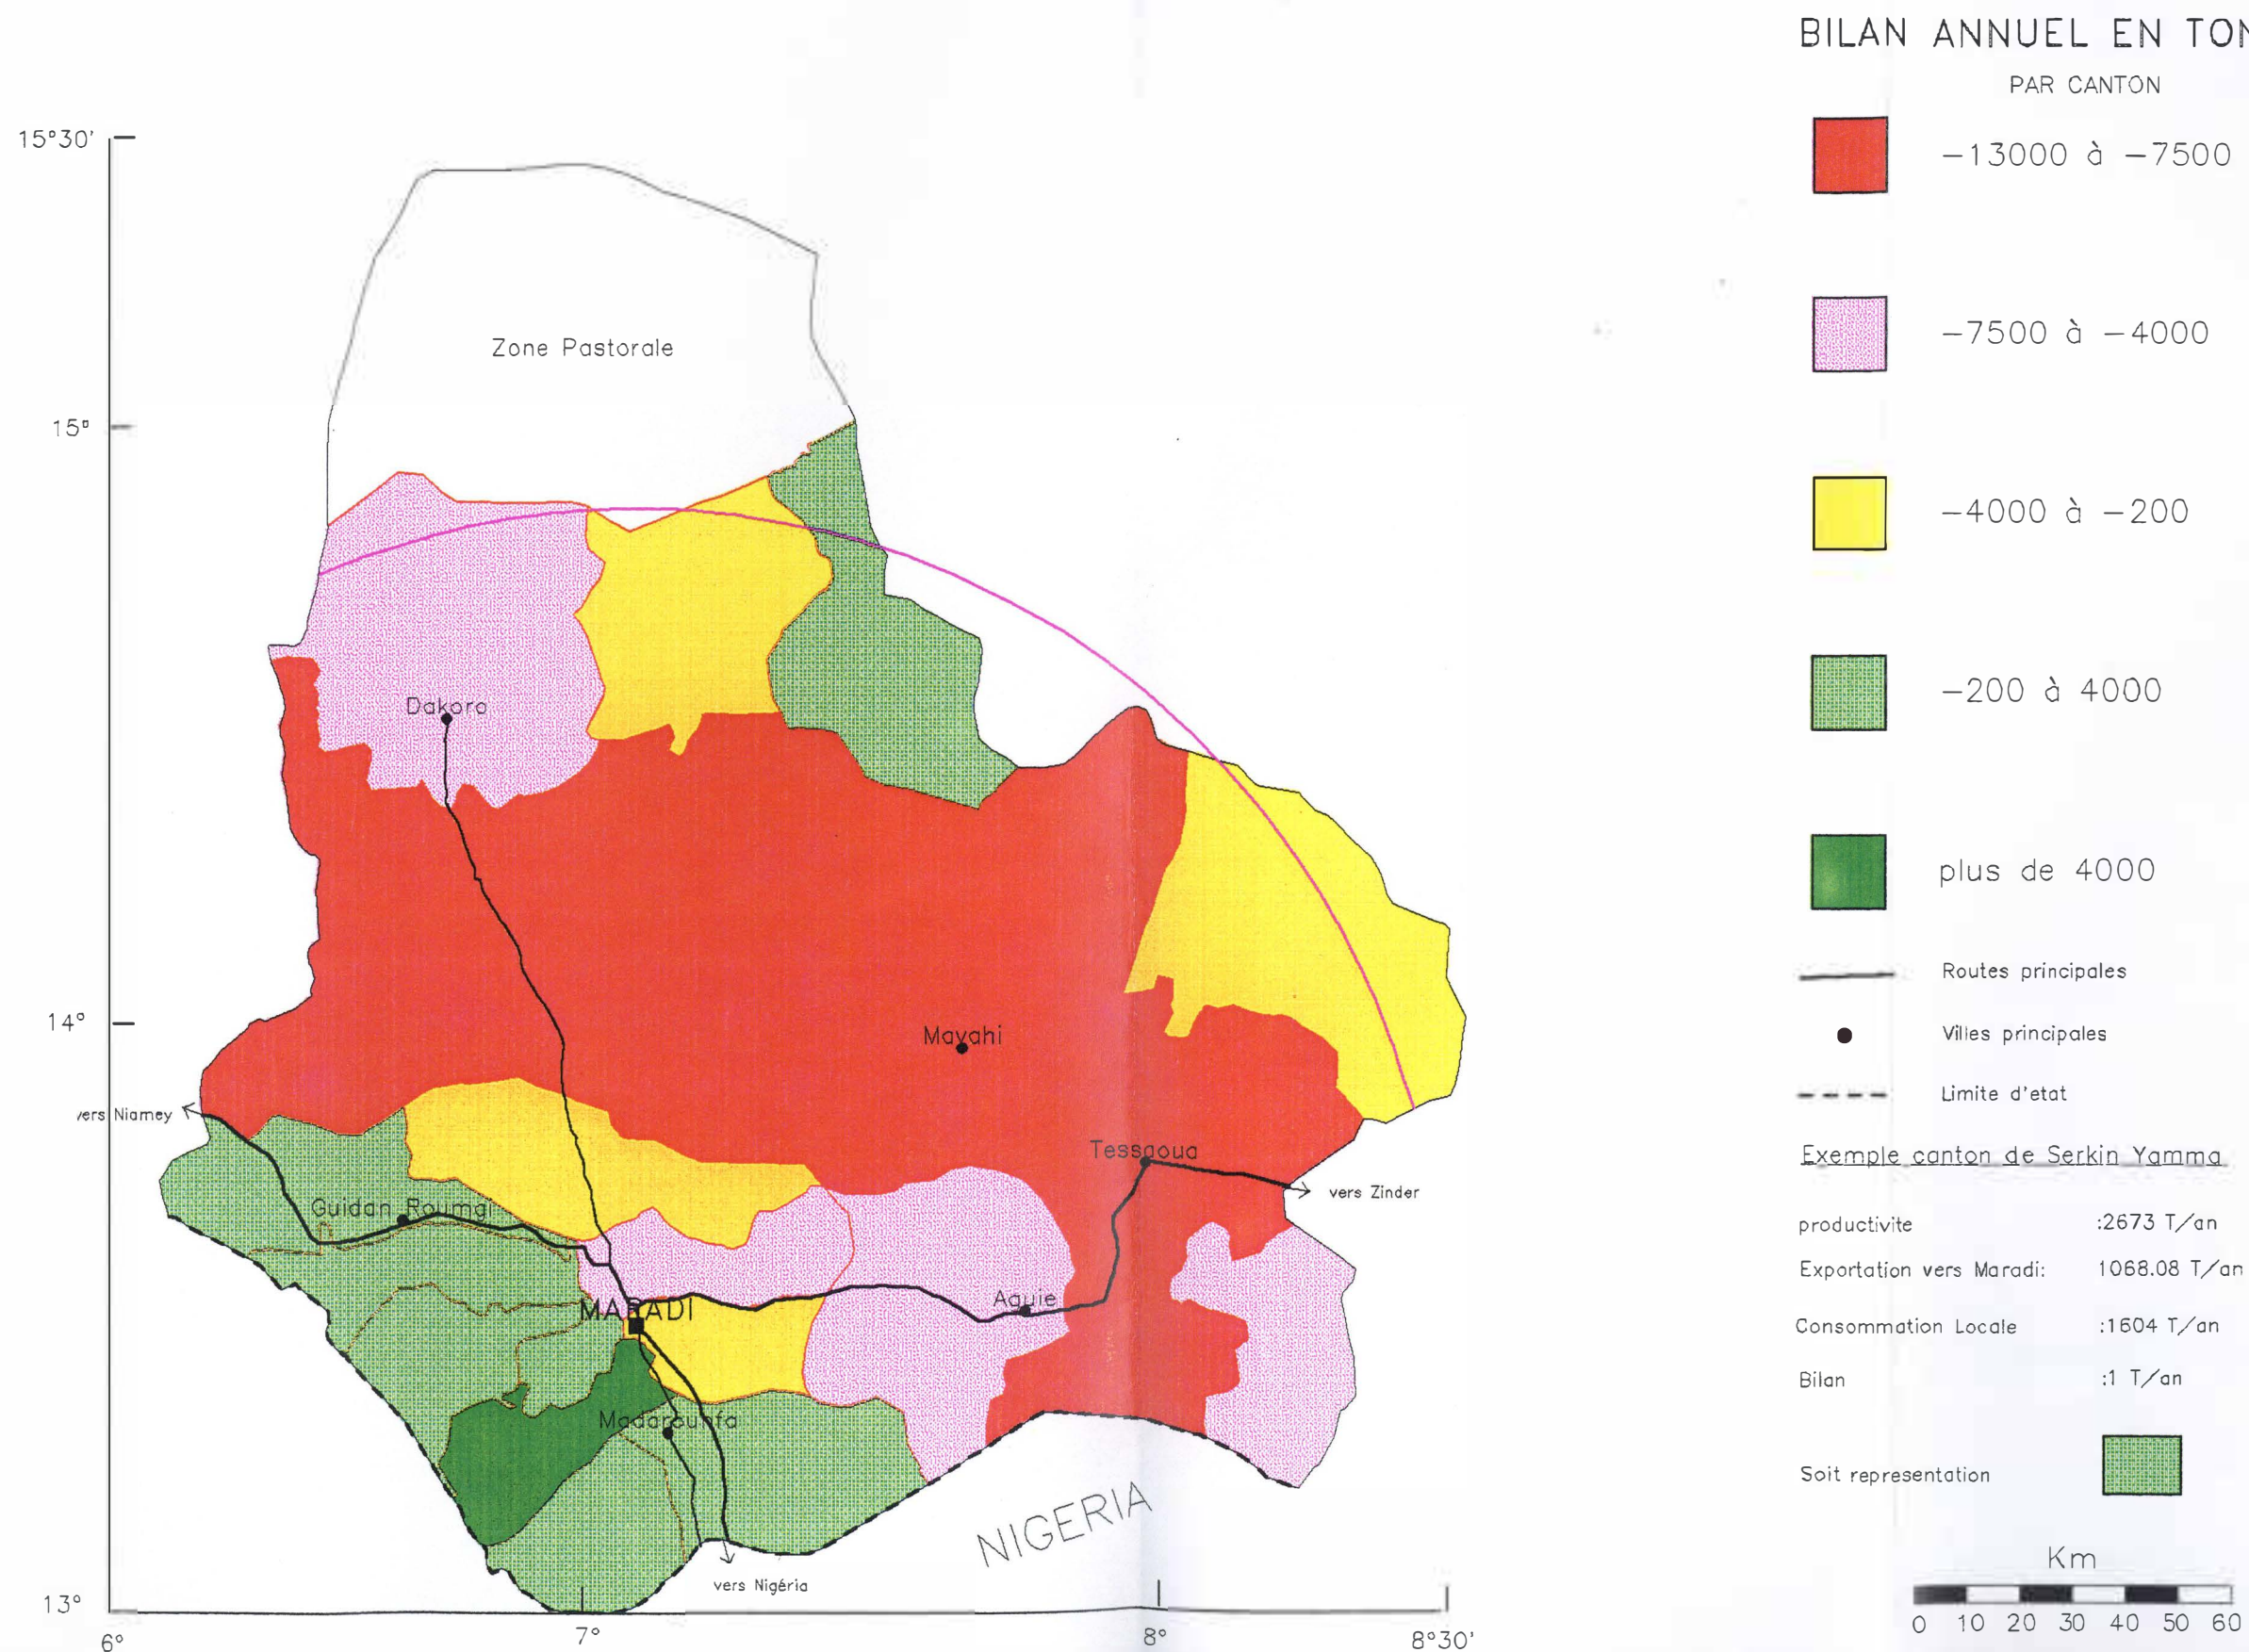 BILAN ANNUEL EN TON
PAR CANTON
-13000 à -7500
-7500 à -4000
-4000 à -200
-200 à 4000
plus de 4000
Routes principales
Villes principales
Limite d'etat
Exemple canton de Serkin Yamma
productivite :2673 T/an
Exportation vers Maradi: 1068.08 T/an
Consommation Locale :1604 T/an
Bilan :1 T/an
Soit representation
Km
0 10 20 30 40 50 60
15°30'
15°
14°
13°
6° 7° 8° 8°30'
Zone Pastorale
Dakoro
Mayahi
vers Niamey
Tessaoua
vers Zinder
Guidan Roumgi
Aguie
MARADI
Madarounfa
NIGERIA
vers Nigéria